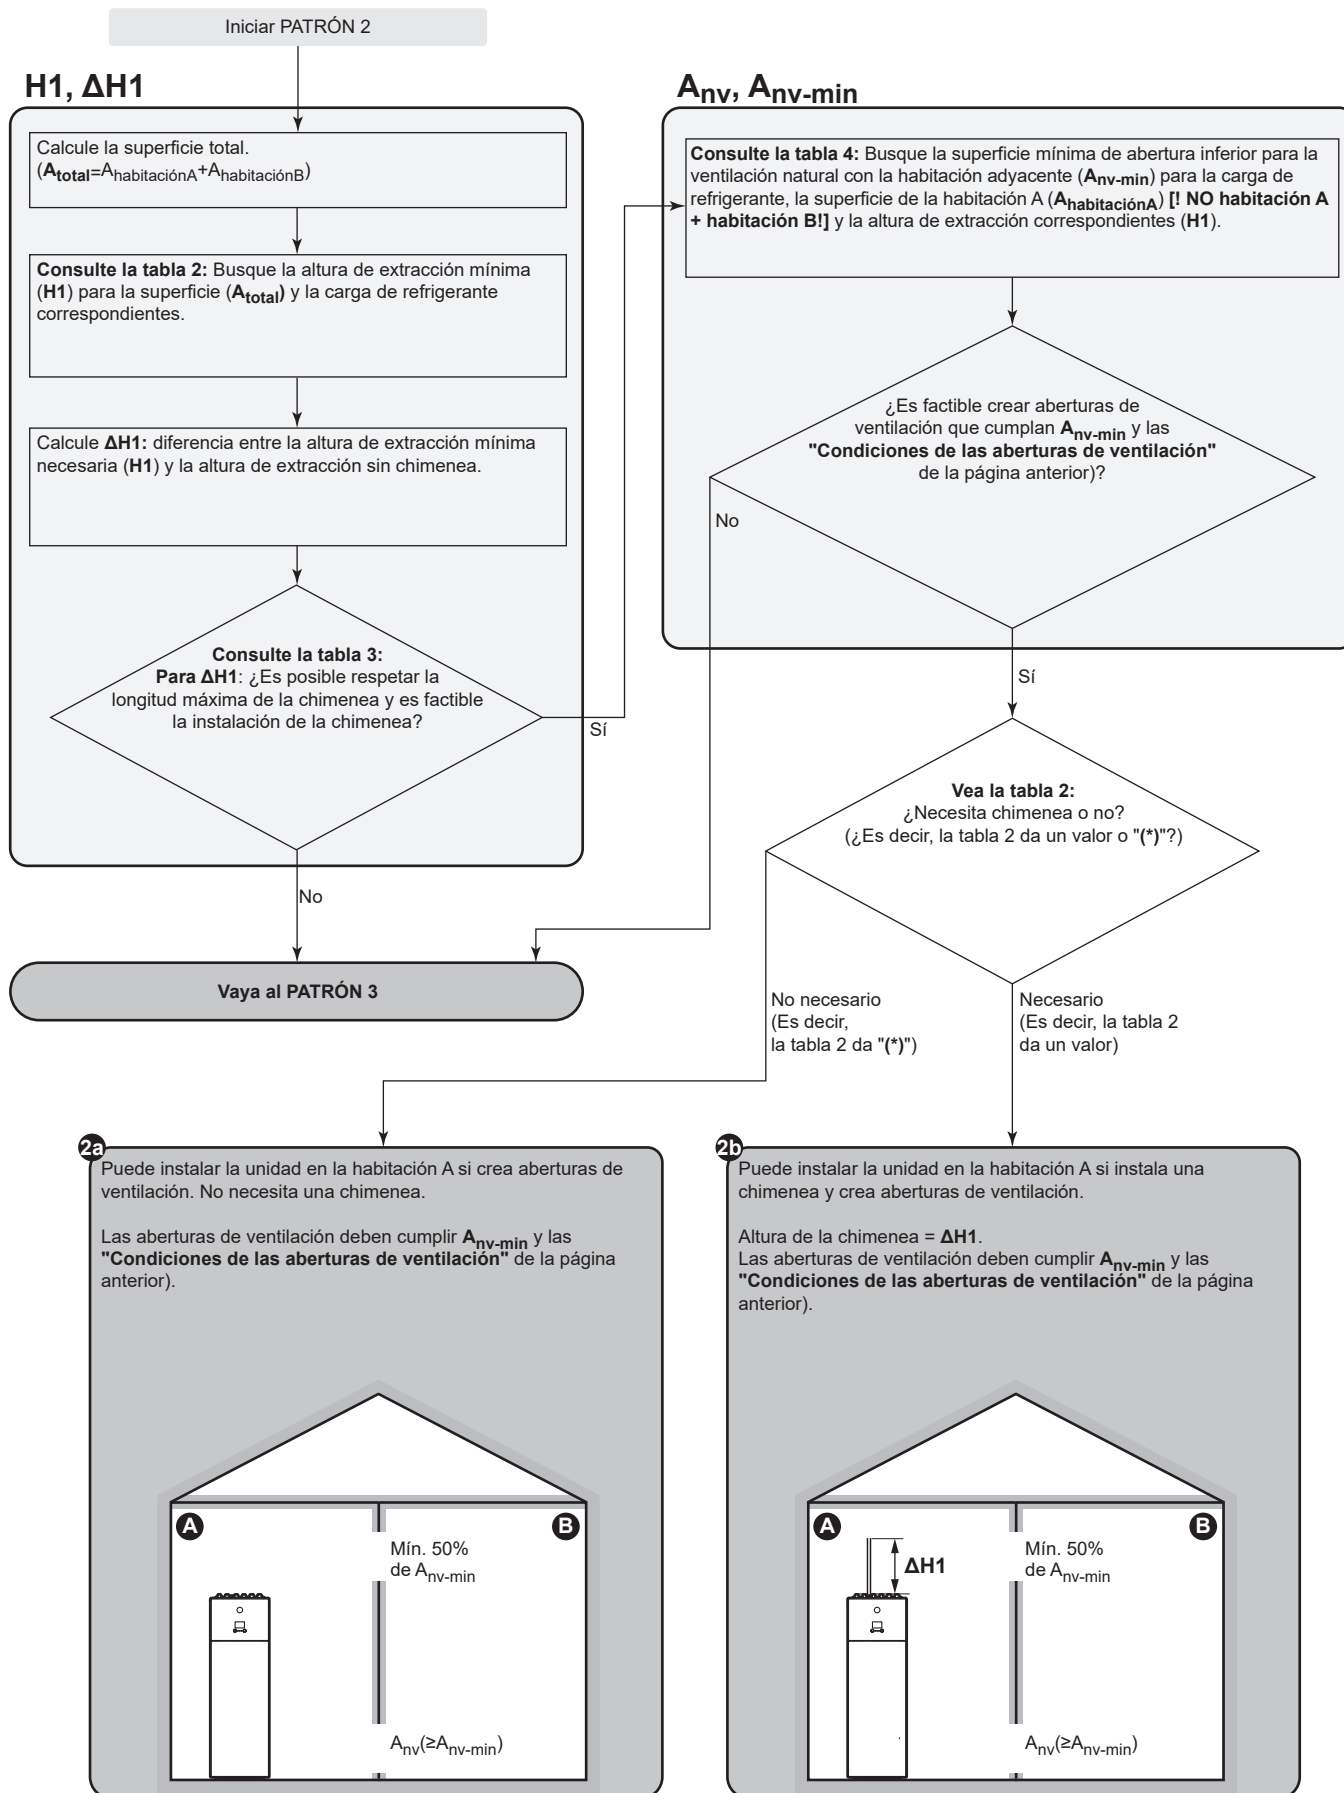 Iniciar PATRÓN 2
H1, ΔH1
Calcule la superficie total.
(Atotal=AhabitaciónA+AhabitaciónB)
Consulte la tabla 2: Busque la altura de extracción mínima
(H1) para la superficie (Atotal) y la carga de refrigerante
correspondientes.
Calcule ΔH1: diferencia entre la altura de extracción mínima
necesaria (H1) y la altura de extracción sin chimenea.
Consulte la tabla 3:
Para ΔH1: ¿Es posible respetar la
longitud máxima de la chimenea y es factible
la instalación de la chimenea?
Sí
No
Anv, Anv-min
Consulte la tabla 4: Busque la superficie mínima de abertura inferior para la
ventilación natural con la habitación adyacente (Anv-min) para la carga de
refrigerante, la superficie de la habitación A (AhabitaciónA) [! NO habitación A
+ habitación B!] y la altura de extracción correspondientes (H1).
¿Es factible crear aberturas de
ventilación que cumplan Anv-min y las
"Condiciones de las aberturas de ventilación"
de la página anterior)?
No
Sí
Vea la tabla 2:
¿Necesita chimenea o no?
(¿Es decir, la tabla 2 da un valor o "(*)"?)
Vaya al PATRÓN 3
No necesario
(Es decir,
la tabla 2 da "(*)")
Necesario
(Es decir, la tabla 2
da un valor)
2a
Puede instalar la unidad en la habitación A si crea aberturas de
ventilación. No necesita una chimenea.
Las aberturas de ventilación deben cumplir Anv-min y las
"Condiciones de las aberturas de ventilación" de la página
anterior).
A
B
Mín. 50%
de Anv-min
Anv(≥Anv-min)
2b
Puede instalar la unidad en la habitación A si instala una
chimenea y crea aberturas de ventilación.
Altura de la chimenea = ΔH1.
Las aberturas de ventilación deben cumplir Anv-min y las
"Condiciones de las aberturas de ventilación" de la página
anterior).
A
B
ΔH1
Mín. 50%
de Anv-min
Anv(≥Anv-min)